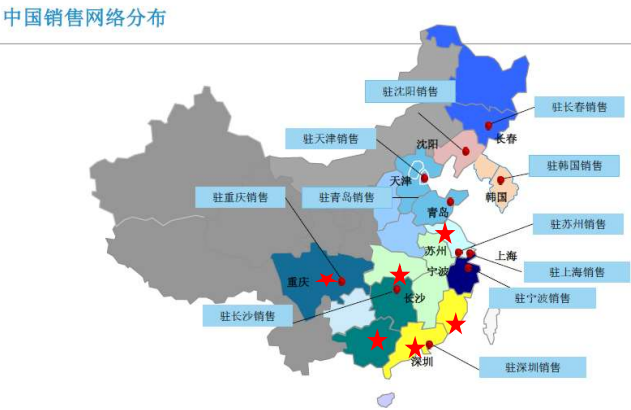 中国销售网络分布
驻沈阳销售
驻长春销售
驻天津销售
沈阳
长春
驻韩国销售
天津
驻重庆销售
驻青岛销售
韩国
青岛
驻苏州销售
苏州
上海
宁波
驻上海销售
重庆
长沙
驻宁波销售
驻长沙销售
深圳
驻深圳销售